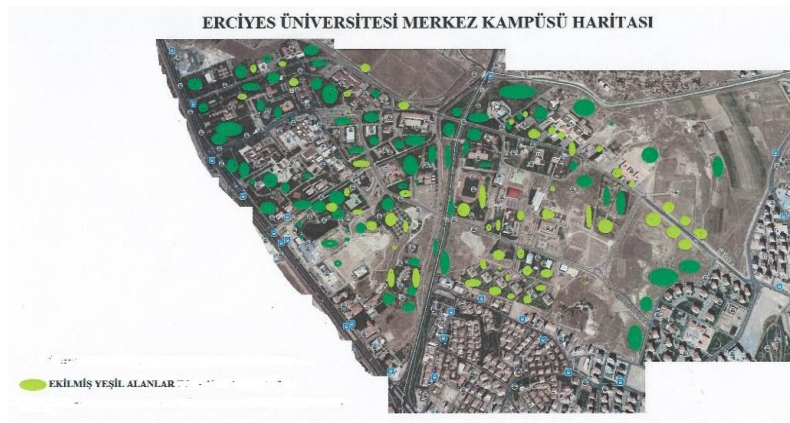 ERCİYES ÜNİVERSİTESİ MERKEZ KAMPÜSÜ HARİTASI
EKİLMİŞ YEŞİL ALANLAR